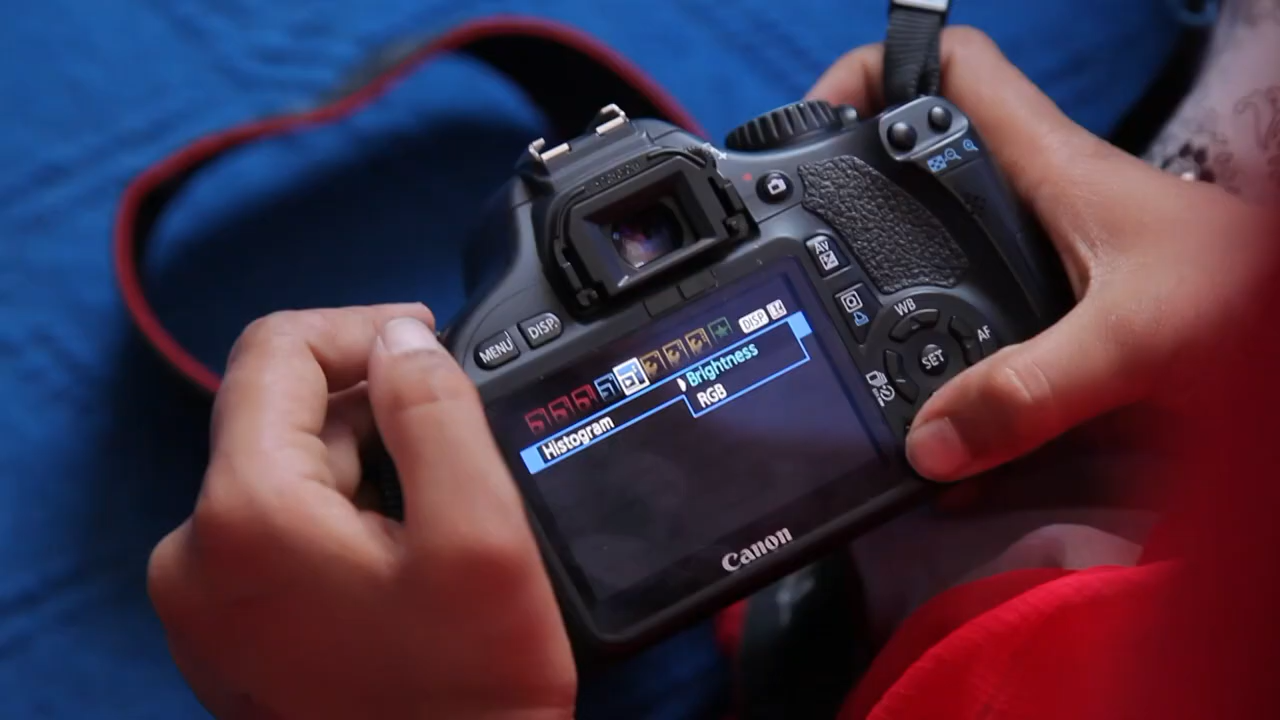 MENU
DISP.
Av
WB
AF
SET
DISP.
Brightness
RGB
Histogram
Canon